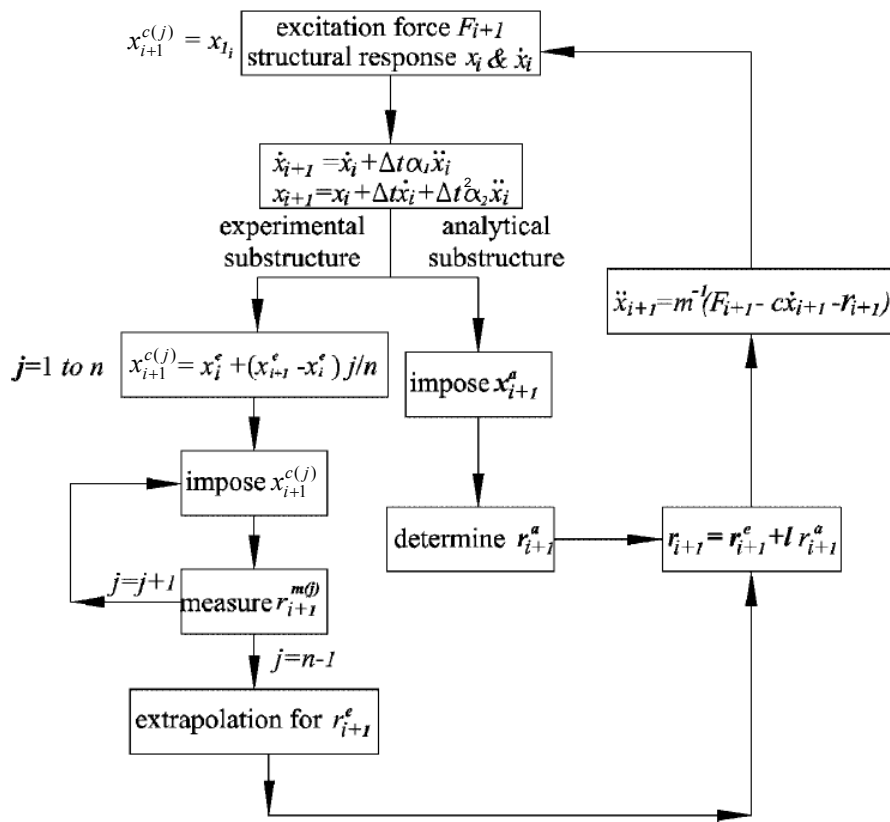 x_{i+1}^{c(j)} = x_{1_i}
excitation force F_{i+1}
structural response x_i & ẋ_i
ẋ_{i+1} = ẋ_i + Δtα_1ẍ_i
x_{i+1} = x_i + Δtẋ_i + Δt^2α_2ẍ_i
experimental
substructure
analytical
substructure
ẍ_{i+1} = m^{-1}(F_{i+1} - cẋ_{i+1} - r_{i+1})
j=1 to n
x_{i+1}^{c(j)} = x_i^e + (x_{i+1}^e - x_i^e) j/n
impose x_{i+1}^a
impose x_{i+1}^{c(j)}
determine r_{i+1}^a
r_{i+1} = r_{i+1}^e + l r_{i+1}^a
j=j+1
measure r_{i+1}^{m(j)}
j=n-1
extrapolation for r_{i+1}^e